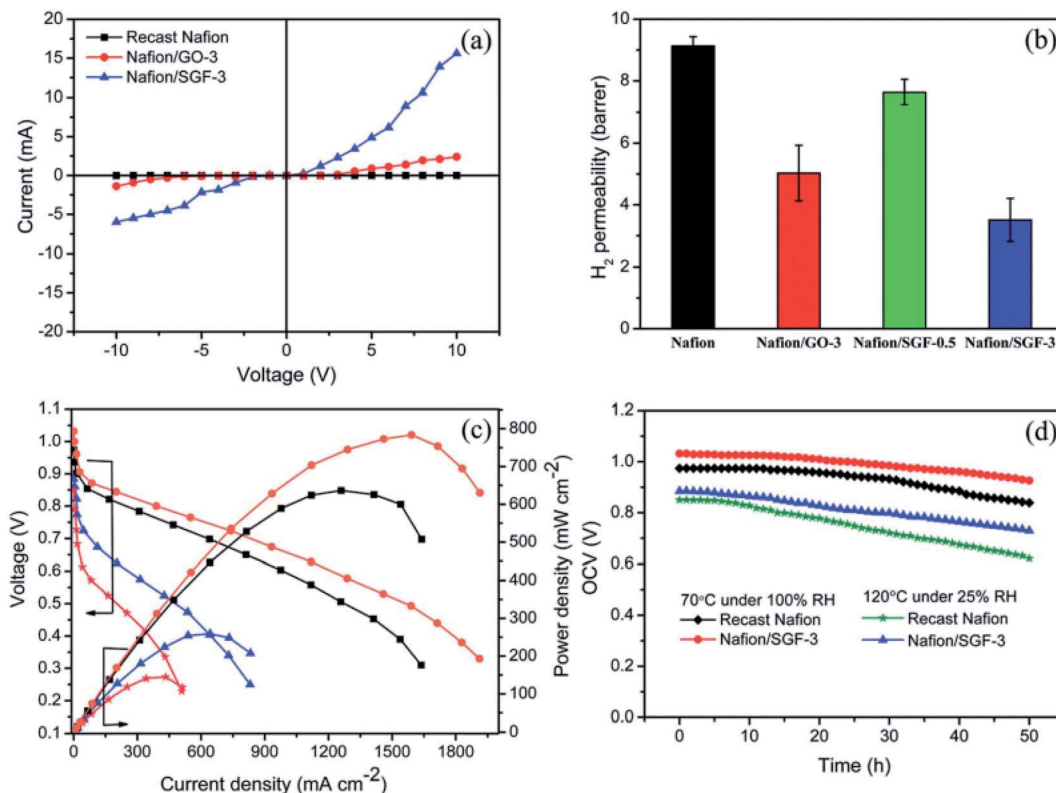 (a)
Recast Nafion
Nafion/GO-3
Nafion/SGF-3
20
15
10
5
0
-5
-10
-15
-20
Current (mA)
-10
-5
0
5
10
Voltage (V)
(b)
10
8
6
4
2
0
H2 permeability (barrer)
Nafion
Nafion/GO-3
Nafion/SGF-0.5
Nafion/SGF-3
(c)
1.1
1.0
0.9
0.8
0.7
0.6
0.5
0.4
0.3
0.2
0.1
Voltage (V)
800
700
600
500
400
300
200
100
0
Power density (mW cm-2)
0
300
600
900
1200
1500
1800
Current density (mA cm-2)
(d)
1.2
1.0
0.8
0.6
0.4
0.2
0.0
OCV (V)
70°C under 100% RH
Recast Nafion
Nafion/SGF-3
120°C under 25% RH
Recast Nafion
Nafion/SGF-3
0
10
20
30
40
50
Time (h)